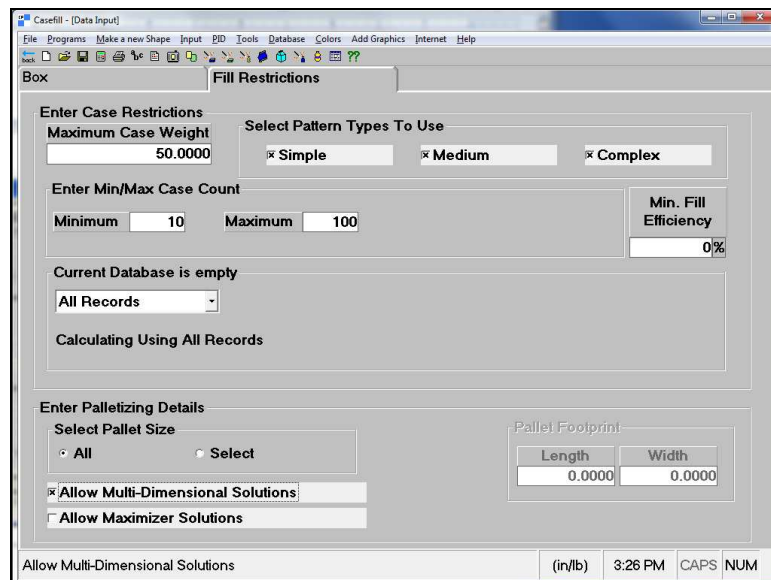 Casefill - [Data Input]
File Programs Make a new Shape Input PID Tools Database Colors Add Graphics Internet Help
back
Box Fill Restrictions
Enter Case Restrictions
Maximum Case Weight
50.0000
Select Pattern Types To Use
Simple Medium Complex
Enter Min/Max Case Count
Minimum 10 Maximum 100
Min. Fill
Efficiency
0%
Current Database is empty
All Records
Calculating Using All Records
Enter Palletizing Details
Select Pallet Size
All Select
Pallet Footprint
Length Width
0.0000 0.0000
Allow Multi-Dimensional Solutions
Allow Maximizer Solutions
Allow Multi-Dimensional Solutions (in/lb) 3:26 PM CAPS NUM